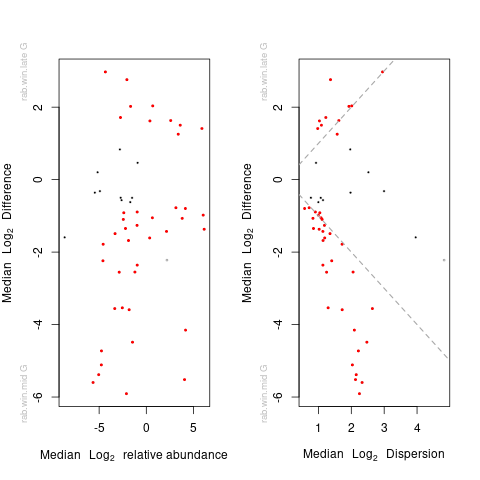 rab.win.late G
rab.win.mid G
Median Log2 Difference
2
0
-2
-4
-6
-5
0
5
Median Log2 relative abundance
rab.win.late G
rab.win.mid G
Median Log2 Difference
2
0
-2
-4
-6
1
2
3
4
Median Log2 Dispersion